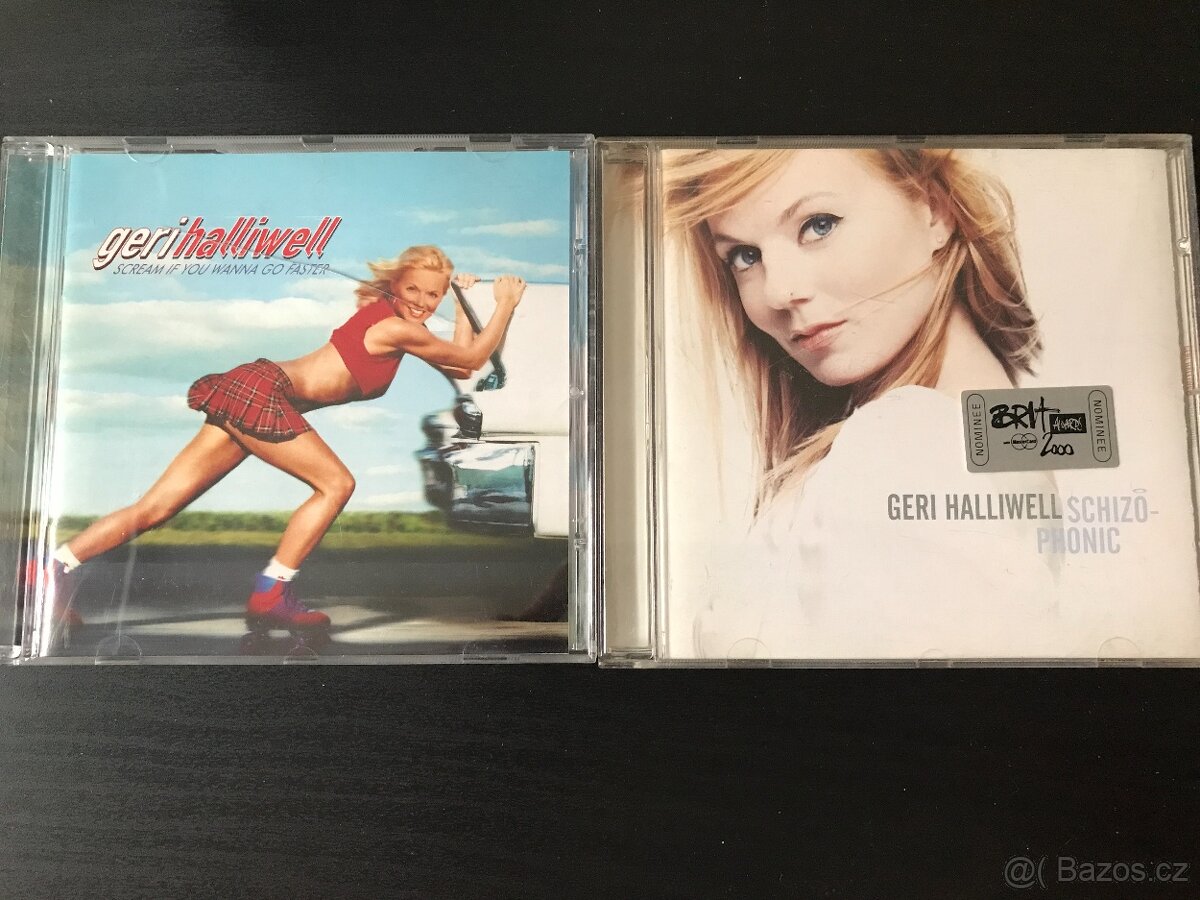 geri halliwell
SCREAM IF YOU WANNA GO FASTER
NOMINEE
BRIT
AWARDS
MasterCard
2000
NOMINEE
GERI HALLIWELL SCHIZO-
PHONIC
@( Bazos.cz